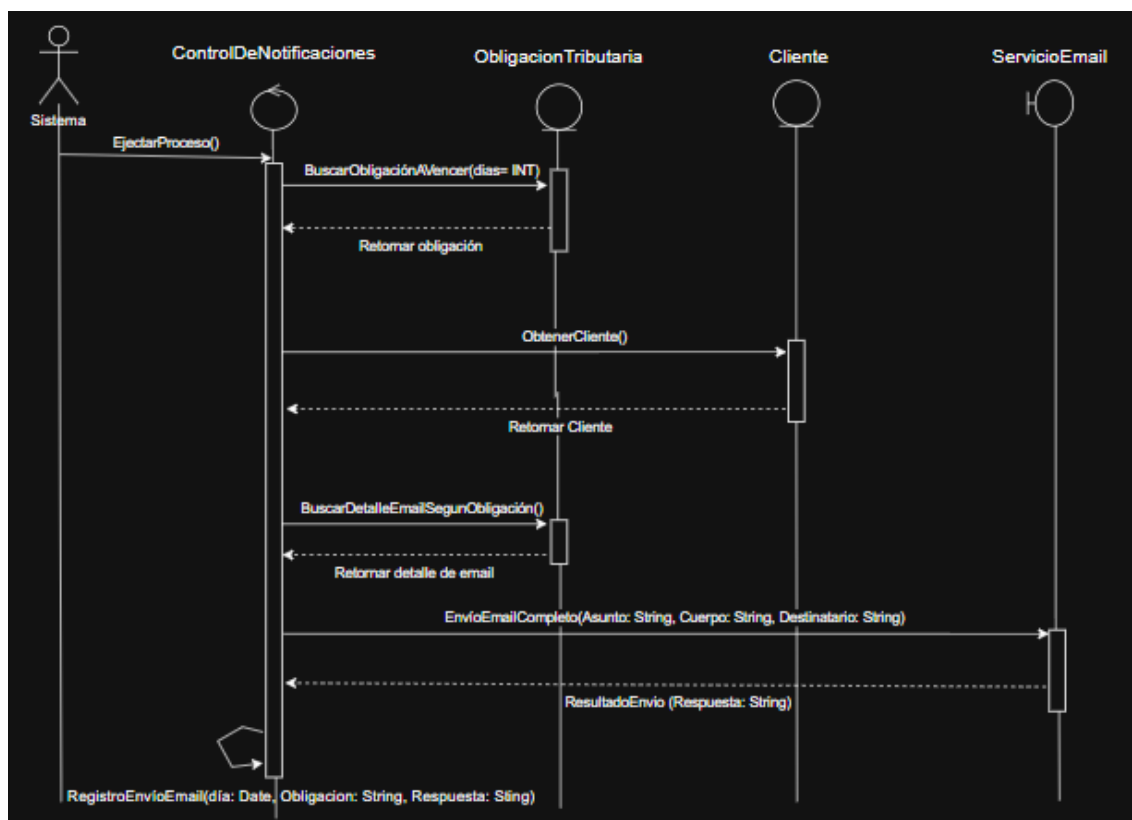 ControlDeNotificaciones
ObligacionTributaria
Cliente
ServicioEmail
Sistema
EjectarProceso()
BuscarObligaciónAVencer(dias= INT)
Retornar obligación
ObtenerCliente()
Retornar Cliente
BuscarDetalleEmailSegunObligación()
Retornar detalle de email
EnvíoEmailCompleto(Asunto: String, Cuerpo: String, Destinatario: String)
ResultadoEnvio (Respuesta: String)
RegistroEnvíoEmail(día: Date, Obligacion: String, Respuesta: Sting)